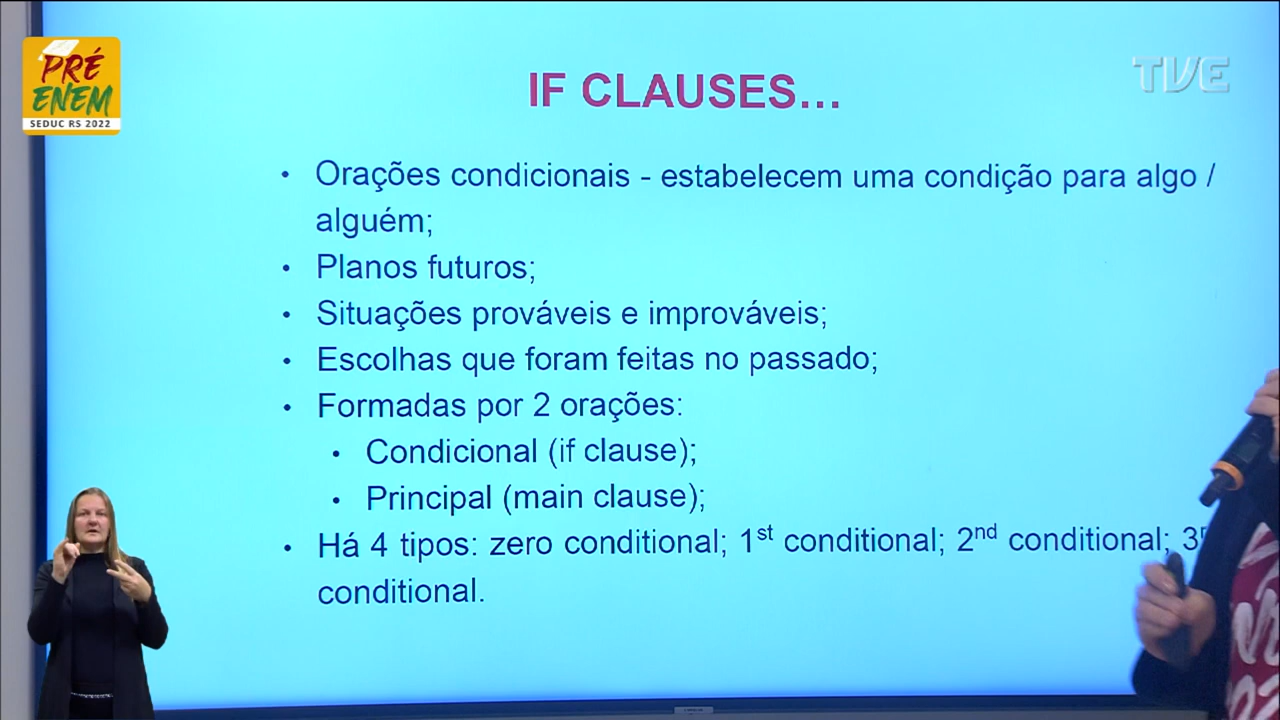 PRÉ
ENEM
SEDUC RS 2022
TVE
IF CLAUSES...
• Orações condicionais - estabelecem uma condição para algo /
alguém;
• Planos futuros;
• Situações prováveis e improváveis;
• Escolhas que foram feitas no passado;
• Formadas por 2 orações:
• Condicional (if clause);
• Principal (main clause);
• Há 4 tipos: zero conditional; 1st conditional; 2nd conditional;
conditional.